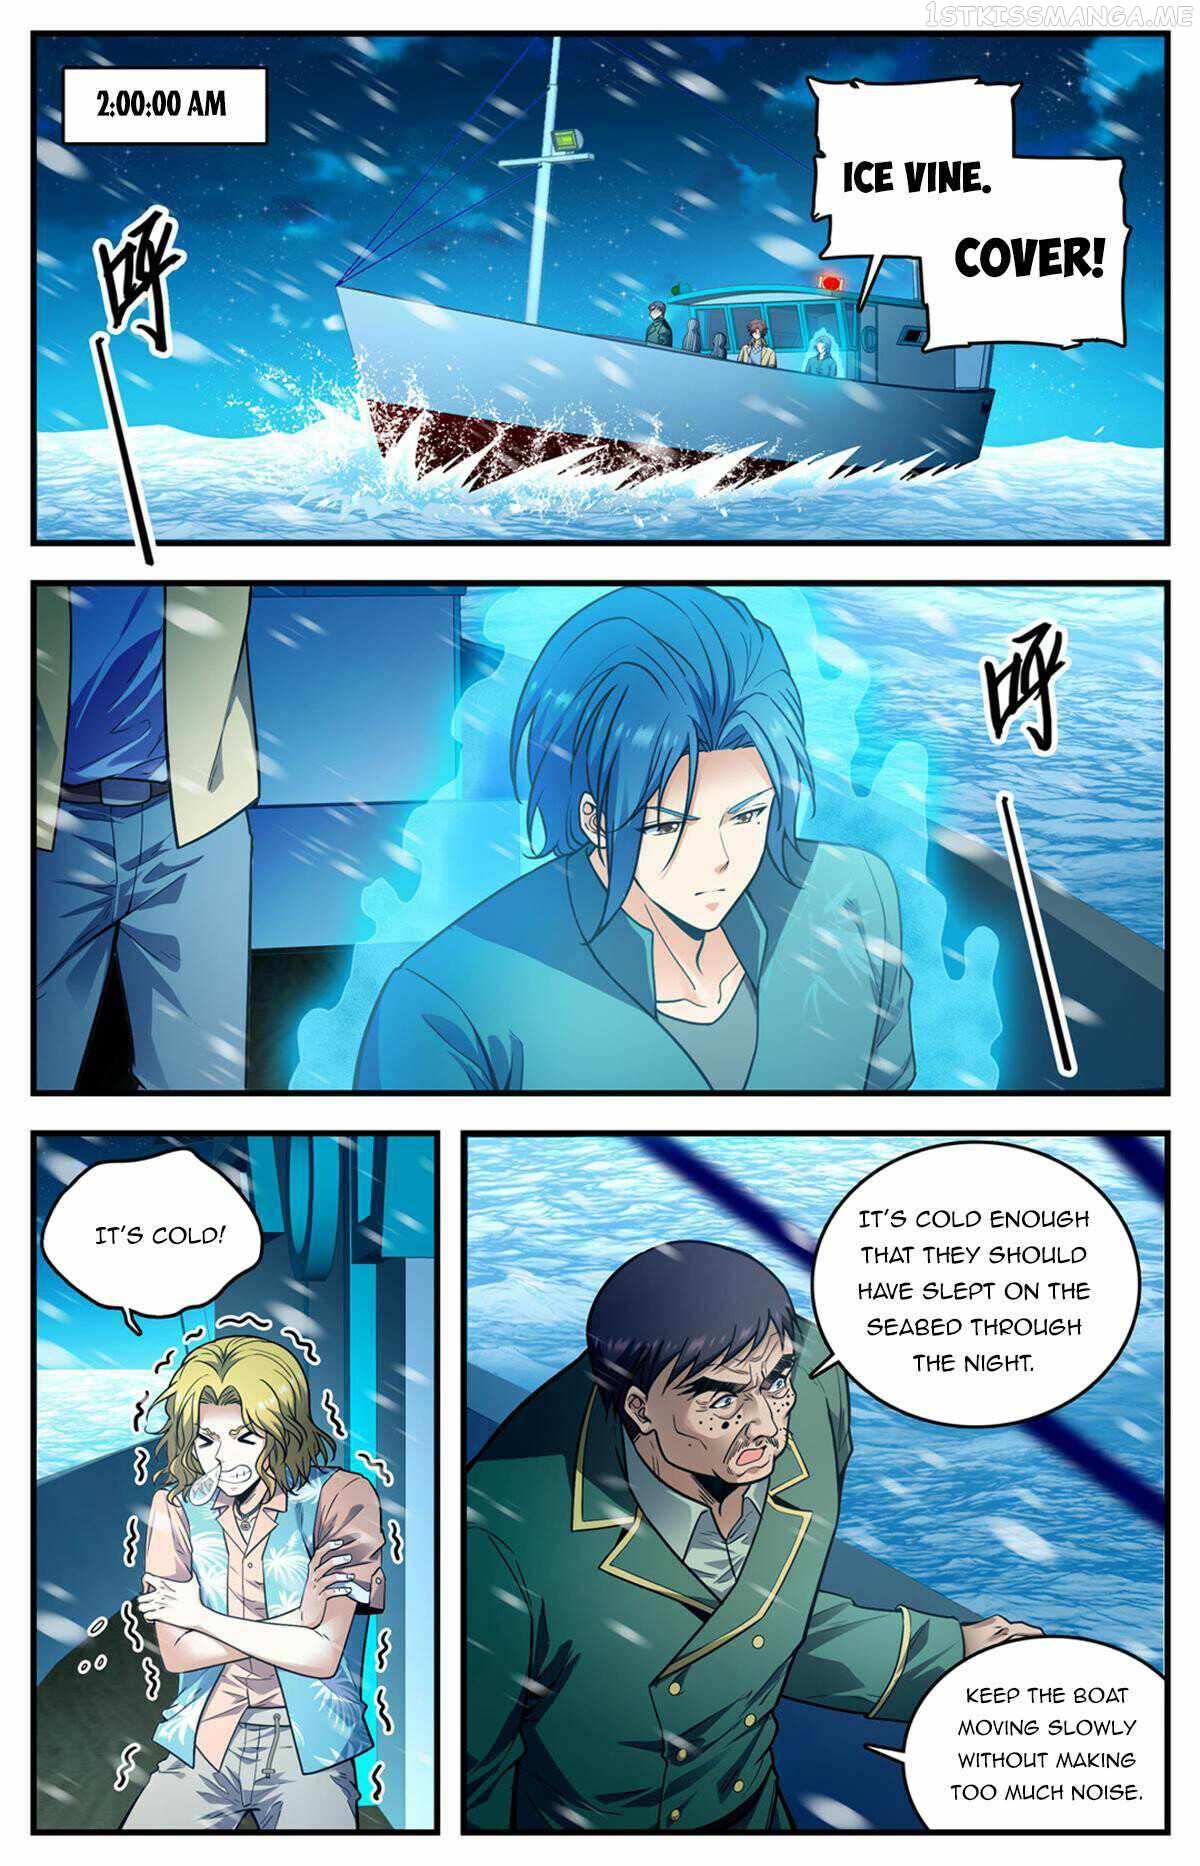 1STKISSMANGA.ME
2:00:00 AM
ICE VINE.
COVER!
呼
呼
IT'S COLD!
IT'S COLD ENOUGH
THAT THEY SHOULD
HAVE SLEPT ON THE
SEABED THROUGH
THE NIGHT.
KEEP THE BOAT
MOVING SLOWLY
WITHOUT MAKING
TOO MUCH NOISE.